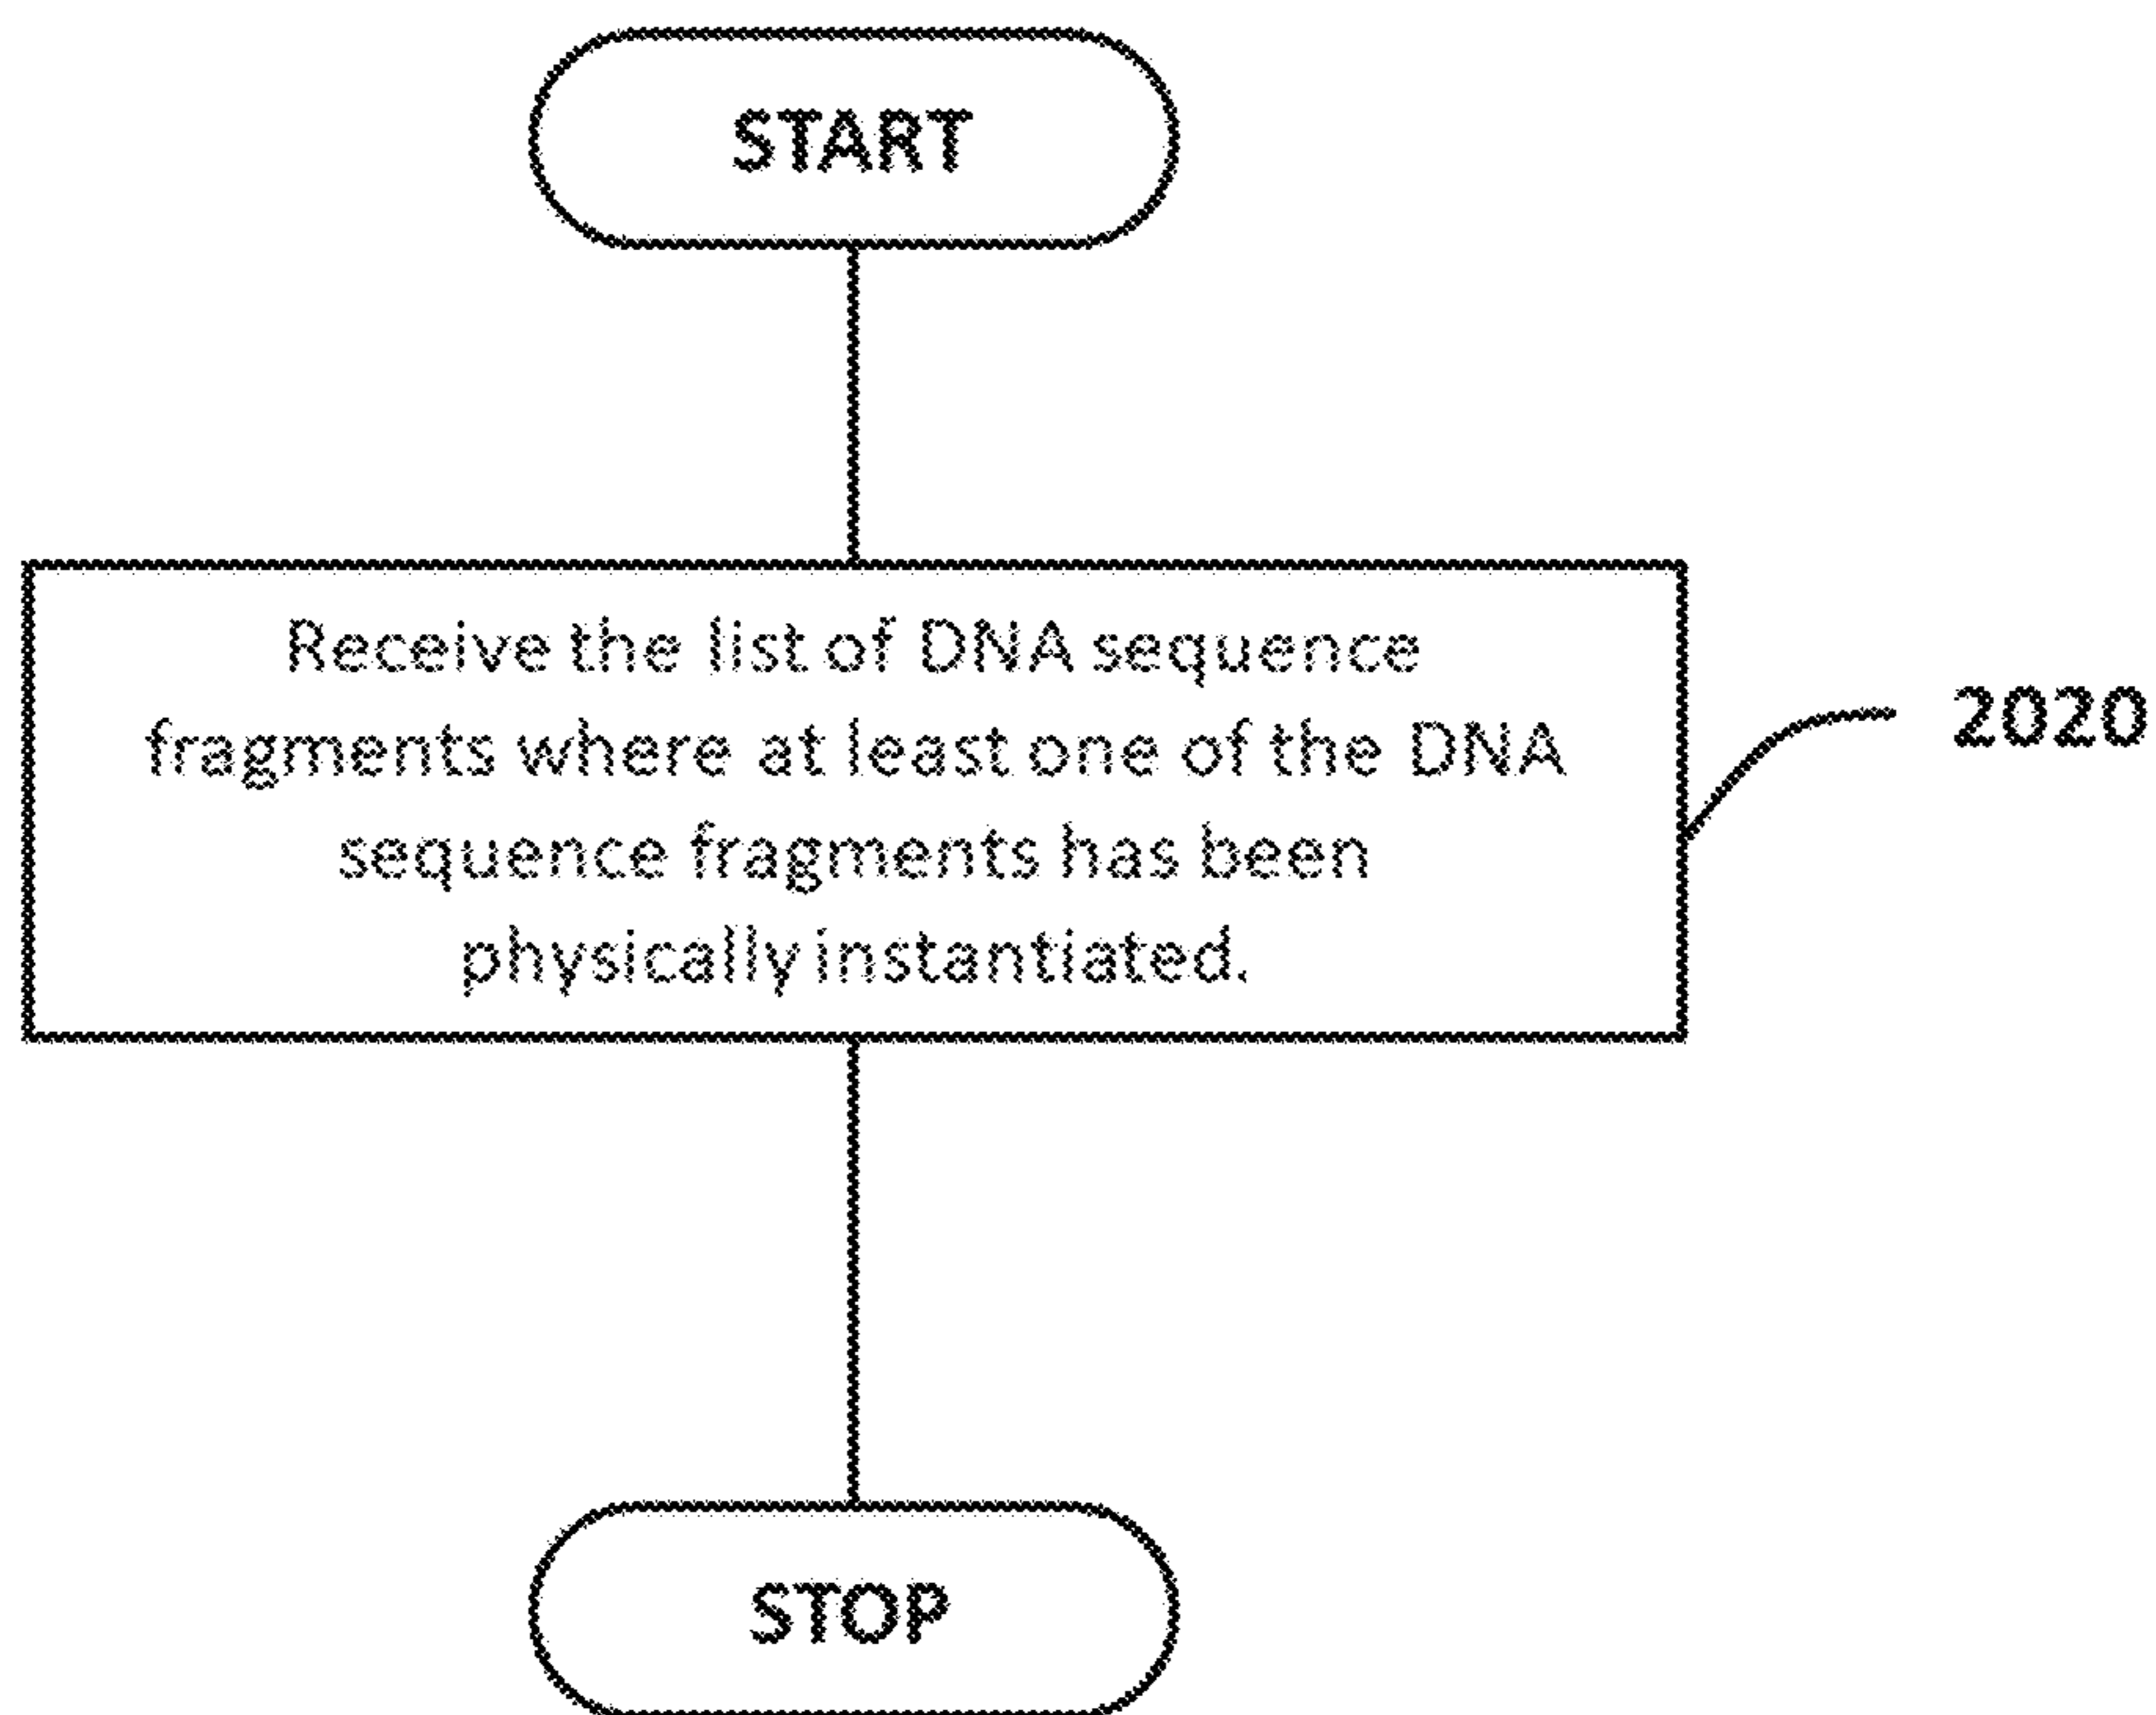 START
Receive the list of DNA sequence
fragments where at least one of the DNA
sequence fragments has been
physically instantiated.
2020
STOP